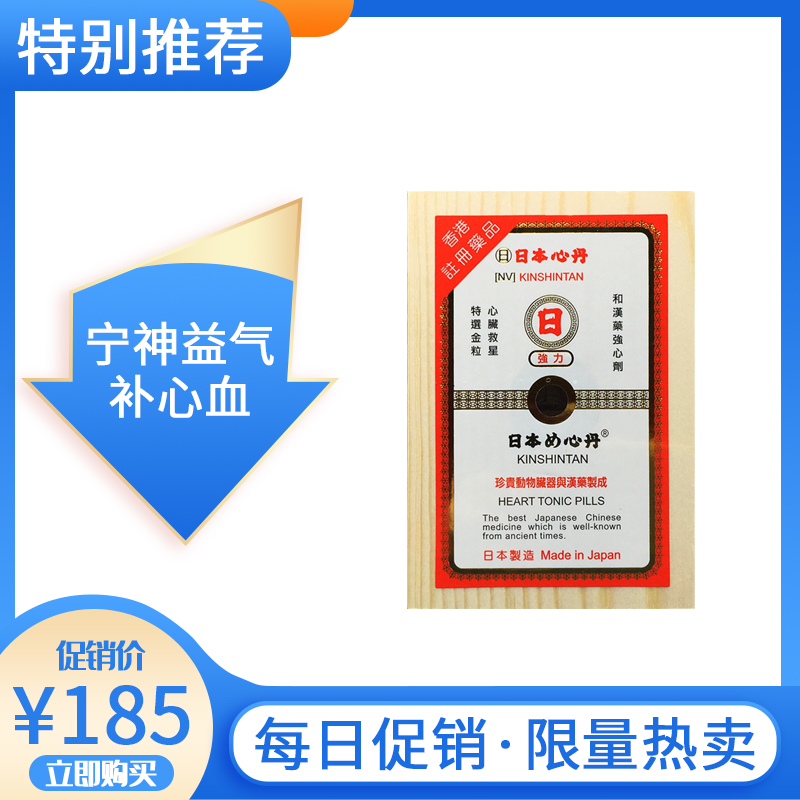 特别推荐
宁神益气
补心血
香港
註冊藥品
日 日本心丹
[NV] KINSHINTAN
特選金粒
心臟救星
和漢藥強心劑
日
強力
日本め心丹®
KINSHINTAN
珍貴動物臟器與漢藥製成
HEART TONIC PILLS
The best Japanese Chinese
medicine which is well-known
from ancient times.
日本製造 Made in Japan
促销价
¥185
立即购买
每日促销·限量热卖